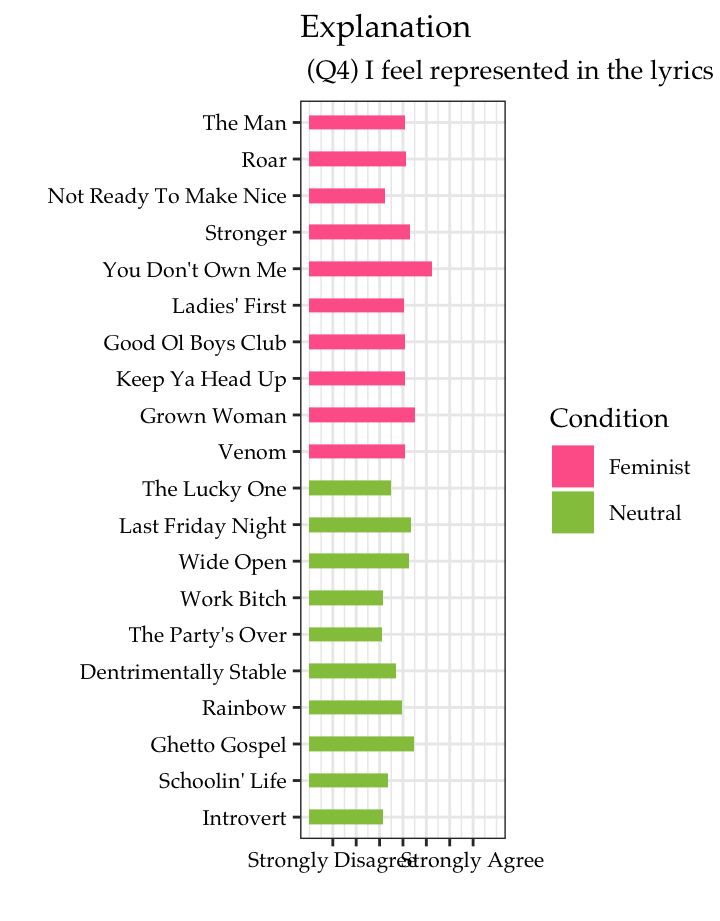 Explanation
(Q4) I feel represented in the lyrics
The Man
Roar
Not Ready To Make Nice
Stronger
You Don't Own Me
Ladies' First
Good Ol Boys Club
Keep Ya Head Up
Grown Woman
Venom
The Lucky One
Last Friday Night
Wide Open
Work Bitch
The Party's Over
Dentrimentally Stable
Rainbow
Ghetto Gospel
Schoolin' Life
Introvert
Strongly Disagree Strongly Agree
Condition
Feminist
Neutral